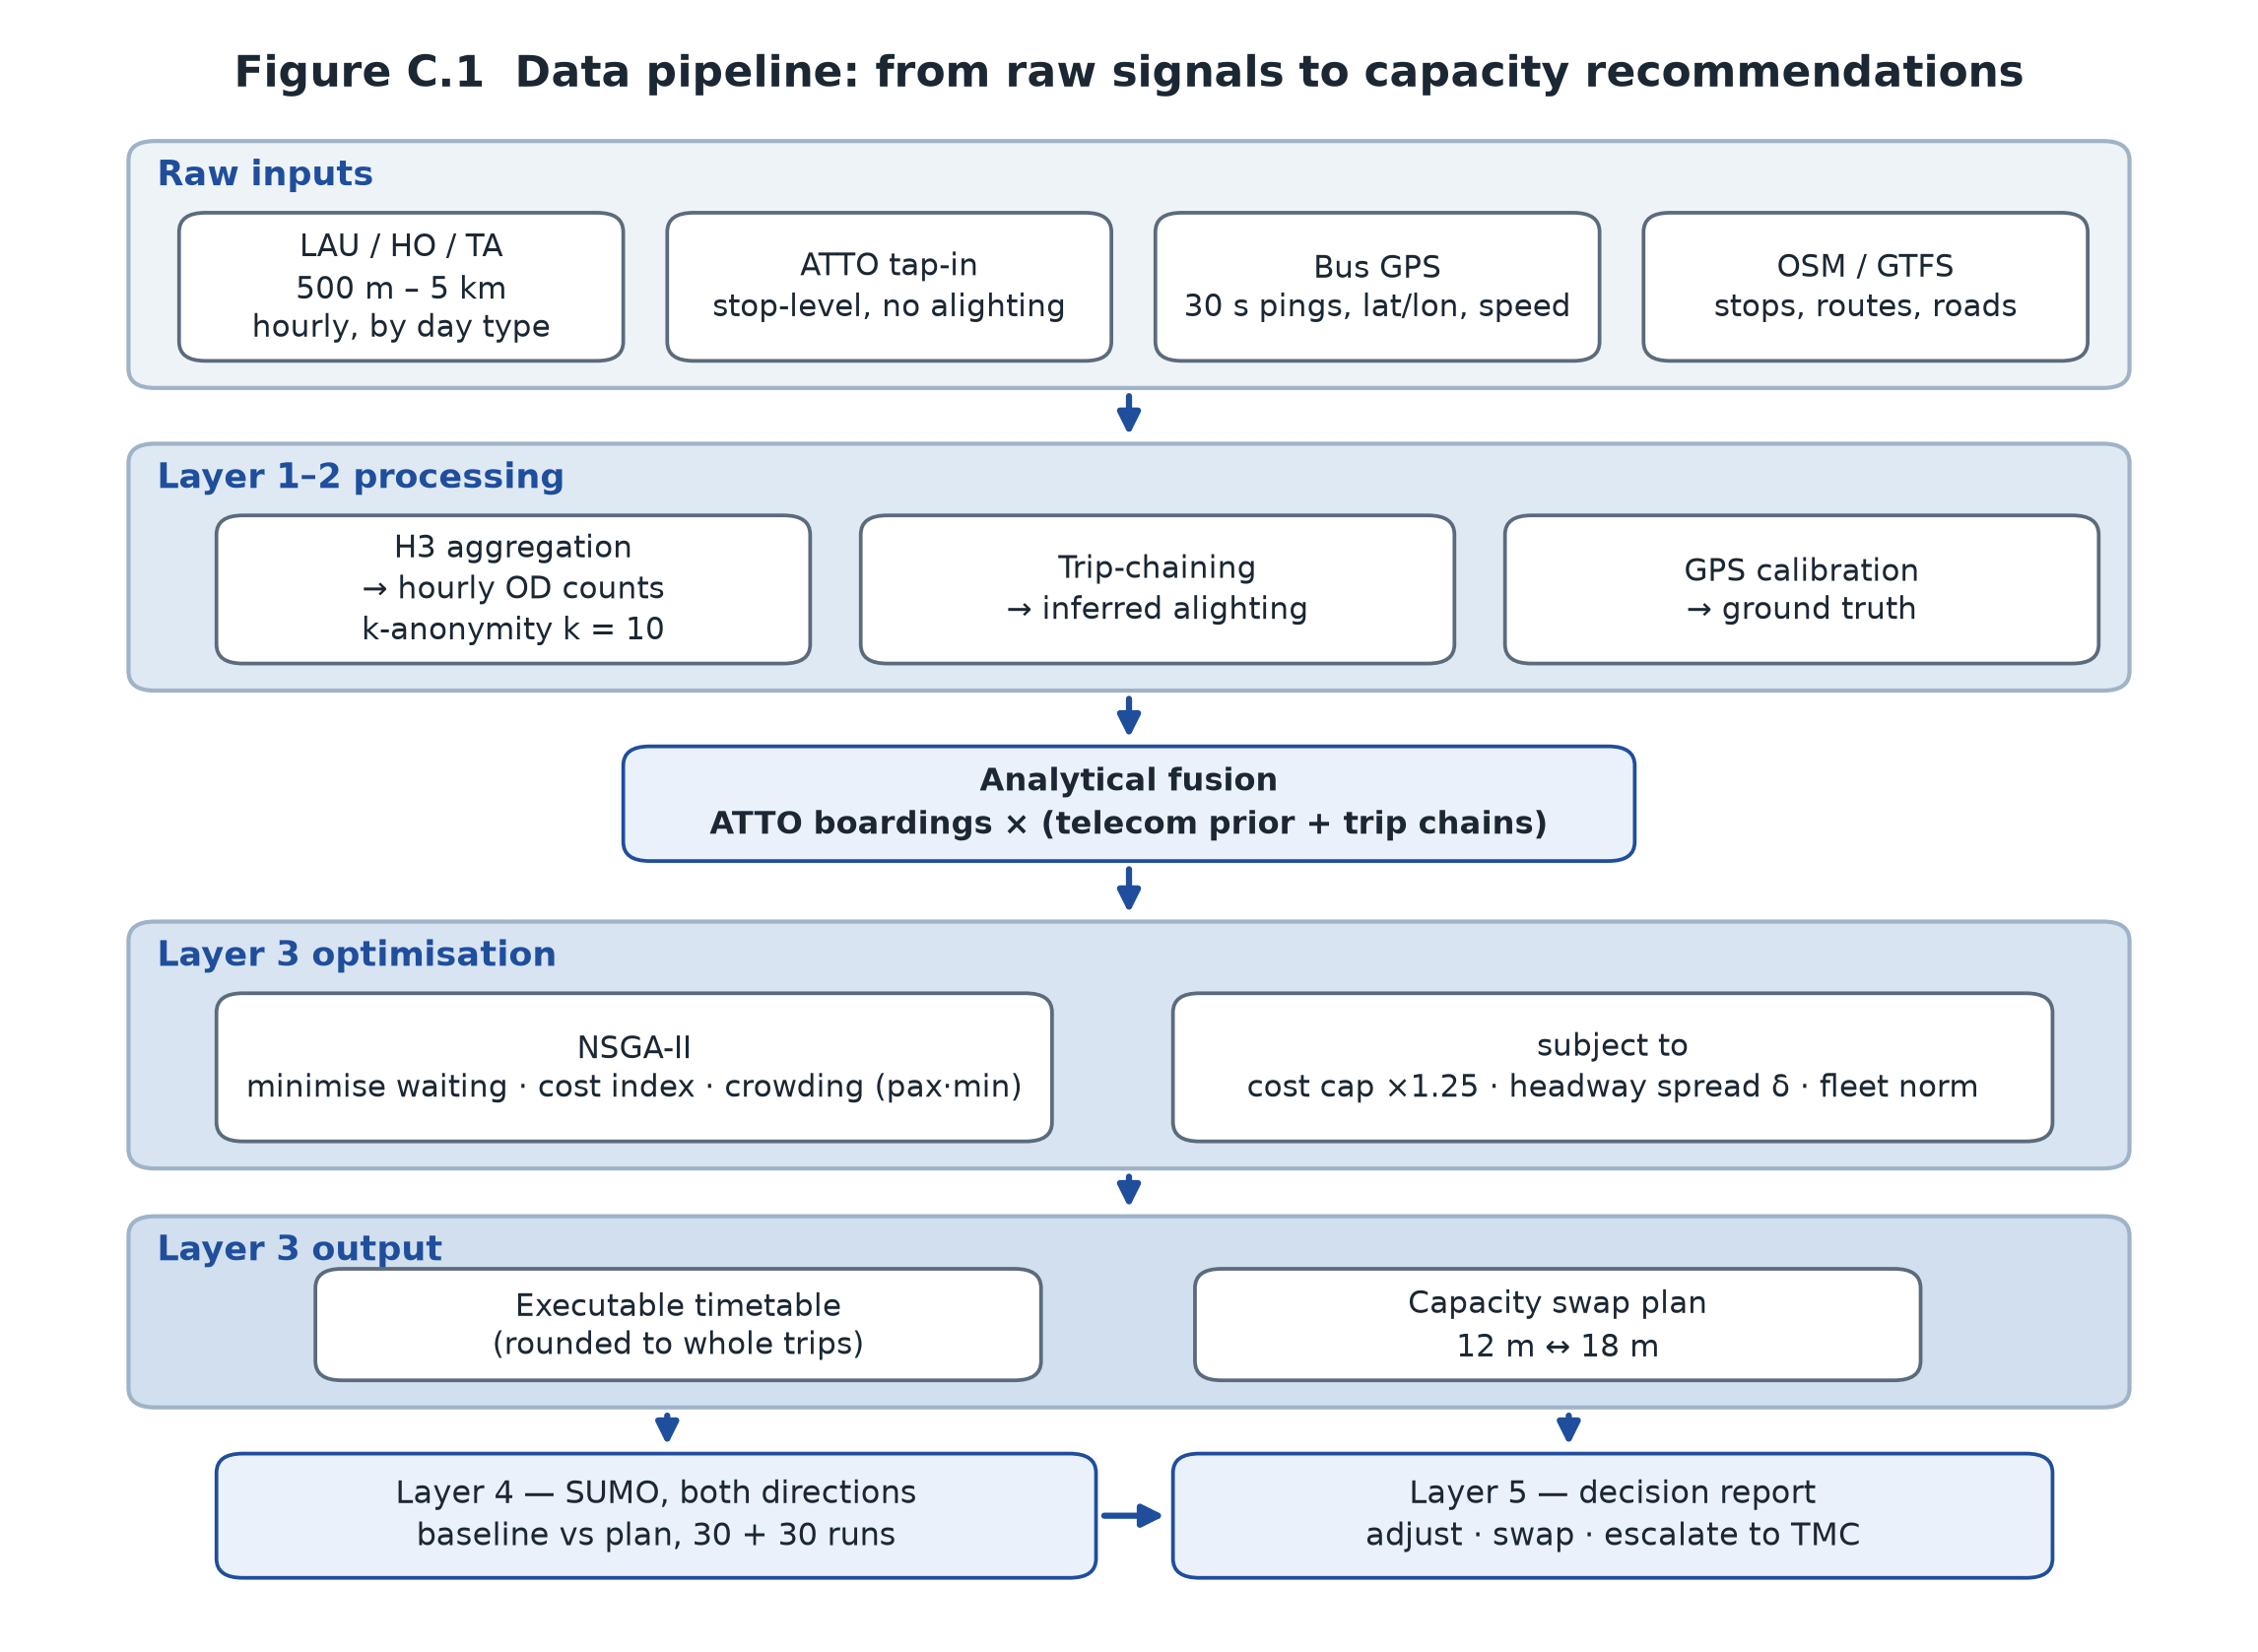 Figure C.1 Data pipeline: from raw signals to capacity recommendations
Raw inputs
LAU / HO / TA
500 m – 5 km
hourly, by day type
ATTO tap-in
stop-level, no alighting
Bus GPS
30 s pings, lat/lon, speed
OSM / GTFS
stops, routes, roads
Layer 1–2 processing
H3 aggregation
→ hourly OD counts
k-anonymity k = 10
Trip-chaining
→ inferred alighting
GPS calibration
→ ground truth
Analytical fusion
ATTO boardings × (telecom prior + trip chains)
Layer 3 optimisation
NSGA-II
minimise waiting · cost index · crowding (pax·min)
subject to
cost cap ×1.25 · headway spread δ · fleet norm
Layer 3 output
Executable timetable
(rounded to whole trips)
Capacity swap plan
12 m ↔ 18 m
Layer 4 — SUMO, both directions
baseline vs plan, 30 + 30 runs
Layer 5 — decision report
adjust · swap · escalate to TMC